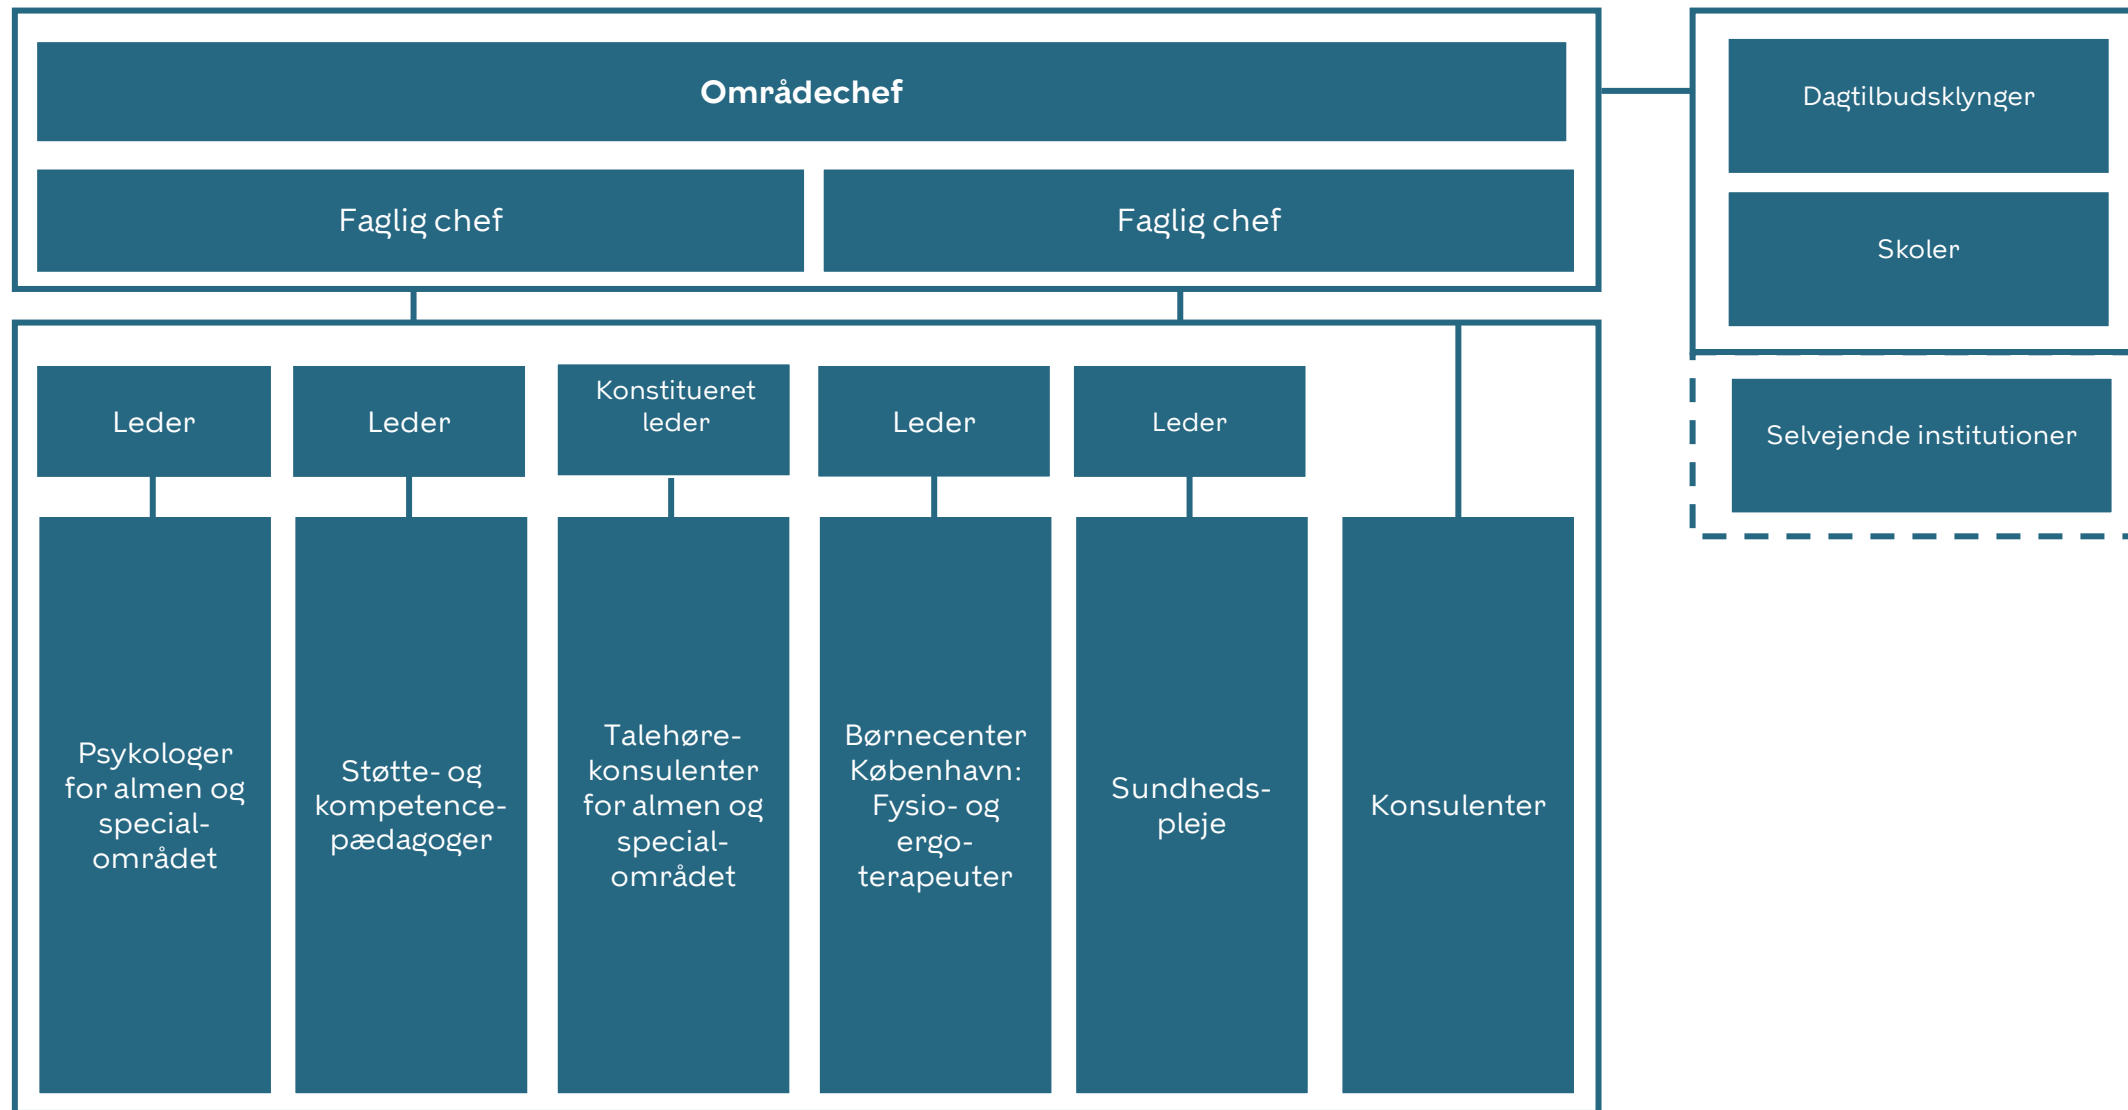 Områdechef
Faglig chef
Faglig chef
Dagtilbudsklynger
Skoler
Selvejende institutioner
Leder
Leder
Konstitueret
leder
Leder
Leder
Psykologer
for almen og
special-
området
Støtte- og
kompetence-
pædagoger
Talehøre-
konsulenter
for almen og
special-
området
Børnecenter
København:
Fysio- og
ergo-
terapeuter
Sundheds-
pleje
Konsulenter